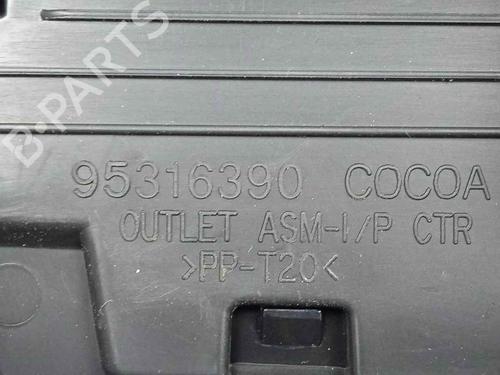 B-PARTS
95316390 COCOA
OUTLET ASM-I/P CTR
>PP-T20<